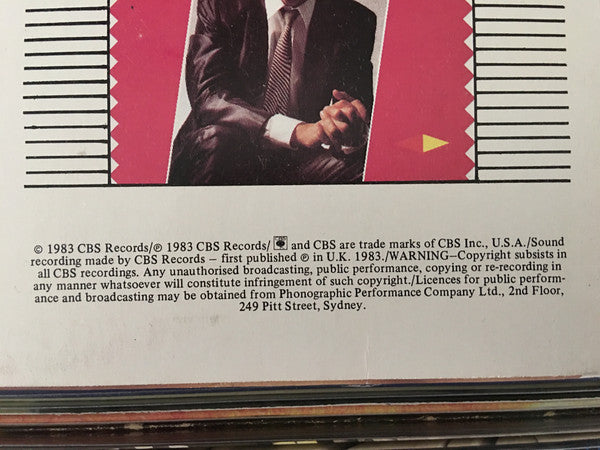 © 1983 CBS Records/℗ 1983 CBS Records/ and CBS are trade marks of CBS Inc., U.S.A./Sound
recording made by CBS Records – first published ℗ in U.K. 1983./WARNING–Copyright subsists in
all CBS recordings. Any unauthorised broadcasting, public performance, copying or re-recording in
any manner whatsoever will constitute infringement of such copyright./Licences for public perform-
ance and broadcasting may be obtained from Phonographic Performance Company Ltd., 2nd Floor,
249 Pitt Street, Sydney.